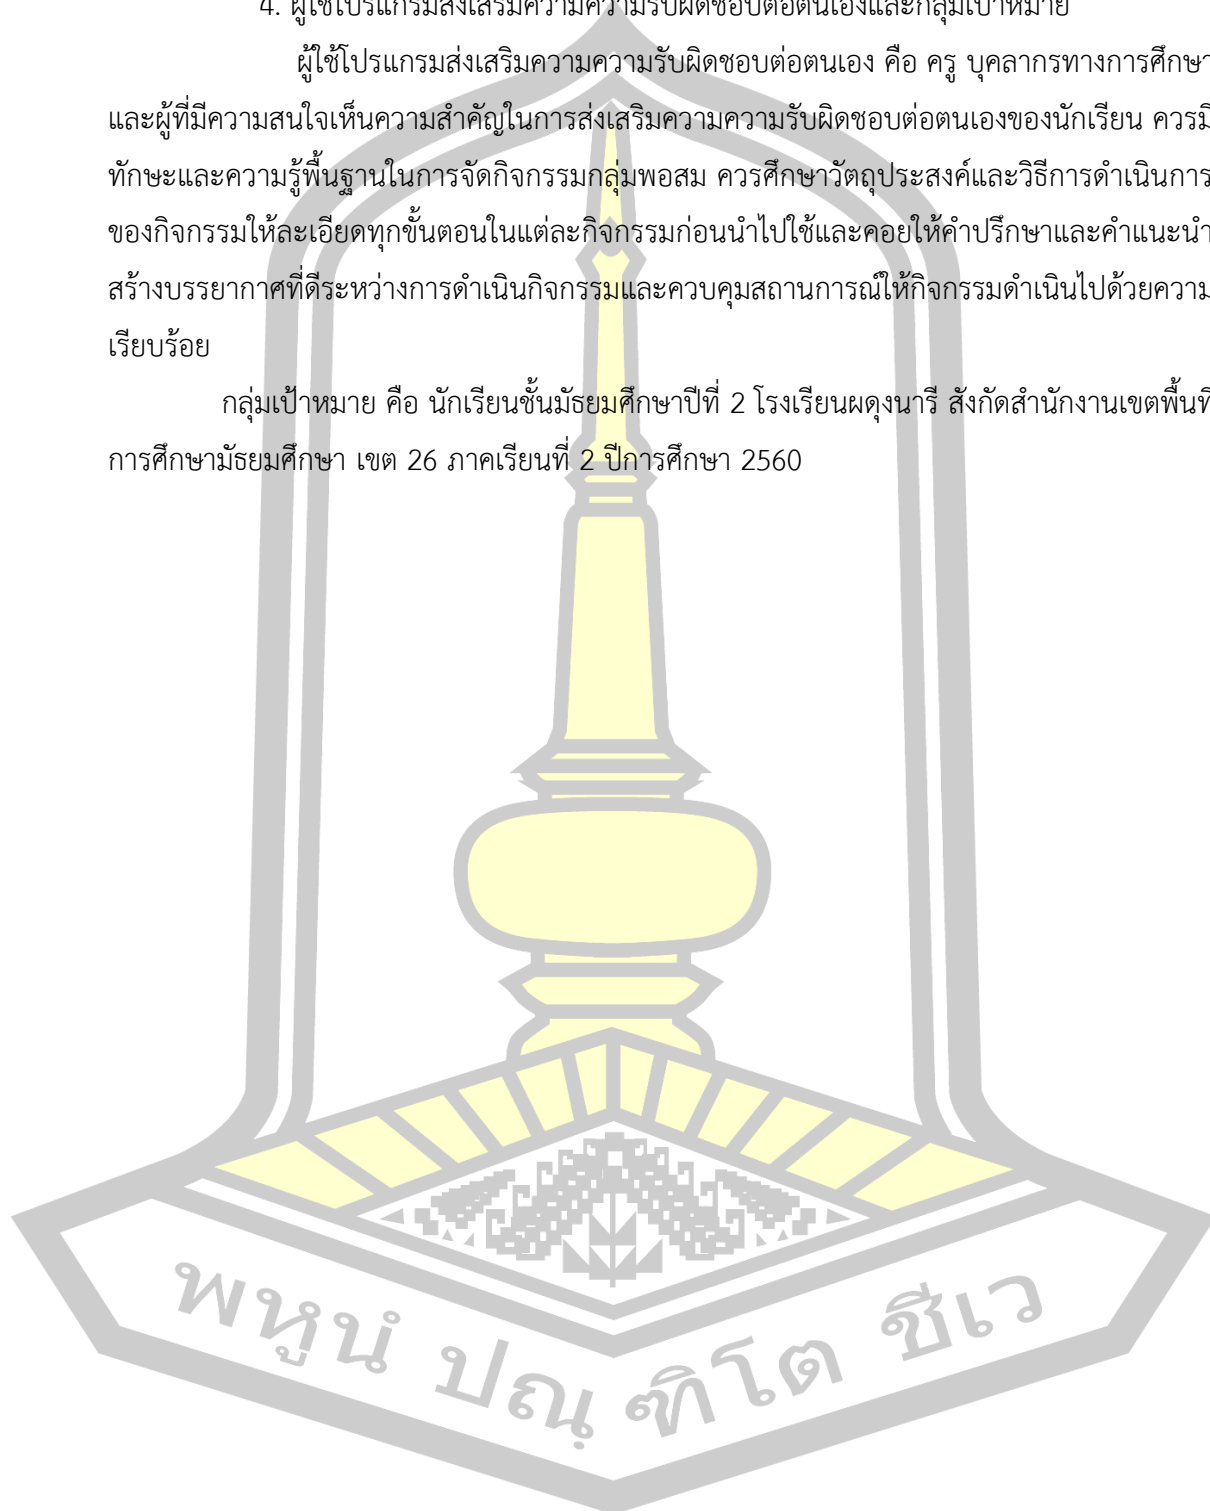 4. ผู้ใช้โปรแกรมส่งเสริมความความรับผิดชอบต่อตนเองและกลุ่มเป้าหมาย
ผู้ใช้โปรแกรมส่งเสริมความความรับผิดชอบต่อตนเอง คือ ครู บุคลากรทางการศึกษา
และผู้ที่มีความสนใจเห็นความสำคัญในการส่งเสริมความความรับผิดชอบต่อตนเองของนักเรียน ควรมี
ทักษะและความรู้พื้นฐานในการจัดกิจกรรมกลุ่มพอสม ควรศึกษาวัตถุประสงค์และวิธีการดำเนินการ
ของกิจกรรมให้ละเอียดทุกขั้นตอนในแต่ละกิจกรรมก่อนนำไปใช้และคอยให้คำปรึกษาและคำแนะนำ
สร้างบรรยากาศที่ดีระหว่างการดำเนินกิจกรรมและควบคุมสถานการณ์ให้กิจกรรมดำเนินไปด้วยความ
เรียบร้อย
กลุ่มเป้าหมาย คือ นักเรียนชั้นมัธยมศึกษาปีที่ 2 โรงเรียนผดุงนารี สังกัดสำนักงานเขตพื้นที่
การศึกษามัธยมศึกษา เขต 26 ภาคเรียนที่ 2 ปีการศึกษา 2560
พหูนํ ปณฺฑิโต ชีเว